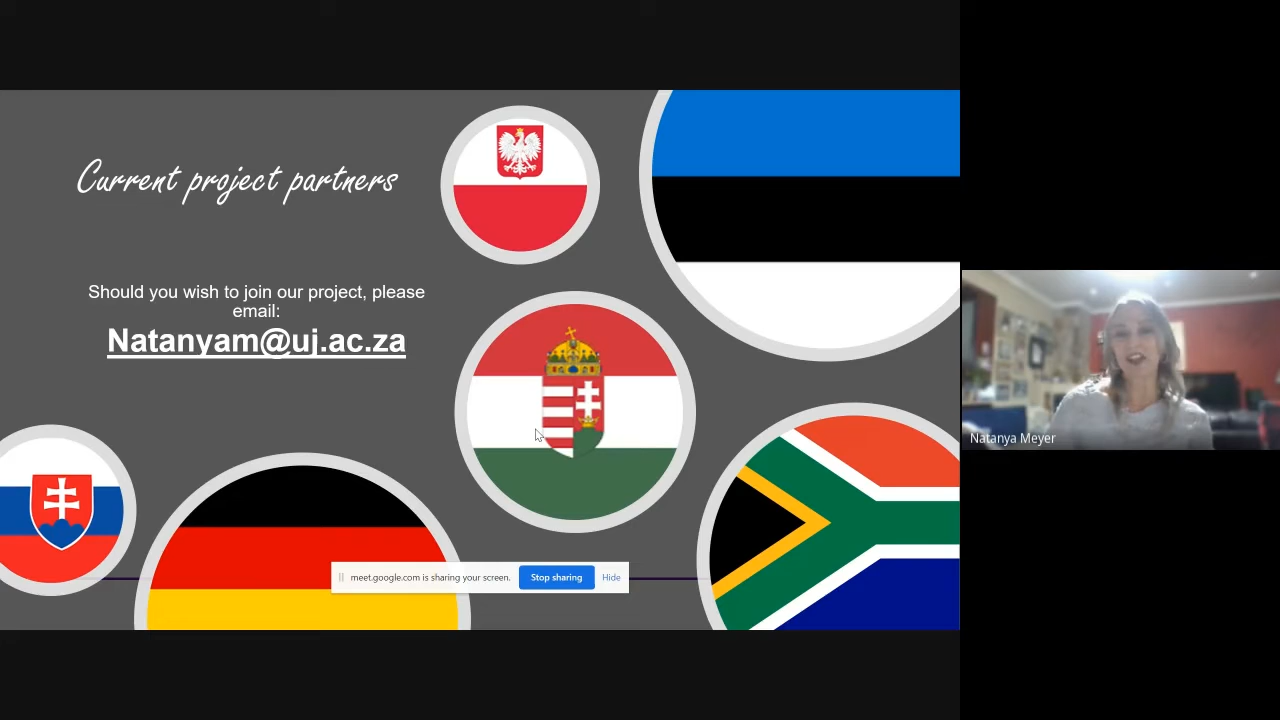 Current project partners
Should you wish to join our project, please
email:
Natanyam@uj.ac.za
meet.google.com is sharing your screen.
Stop sharing
Hide
Natanya Meyer